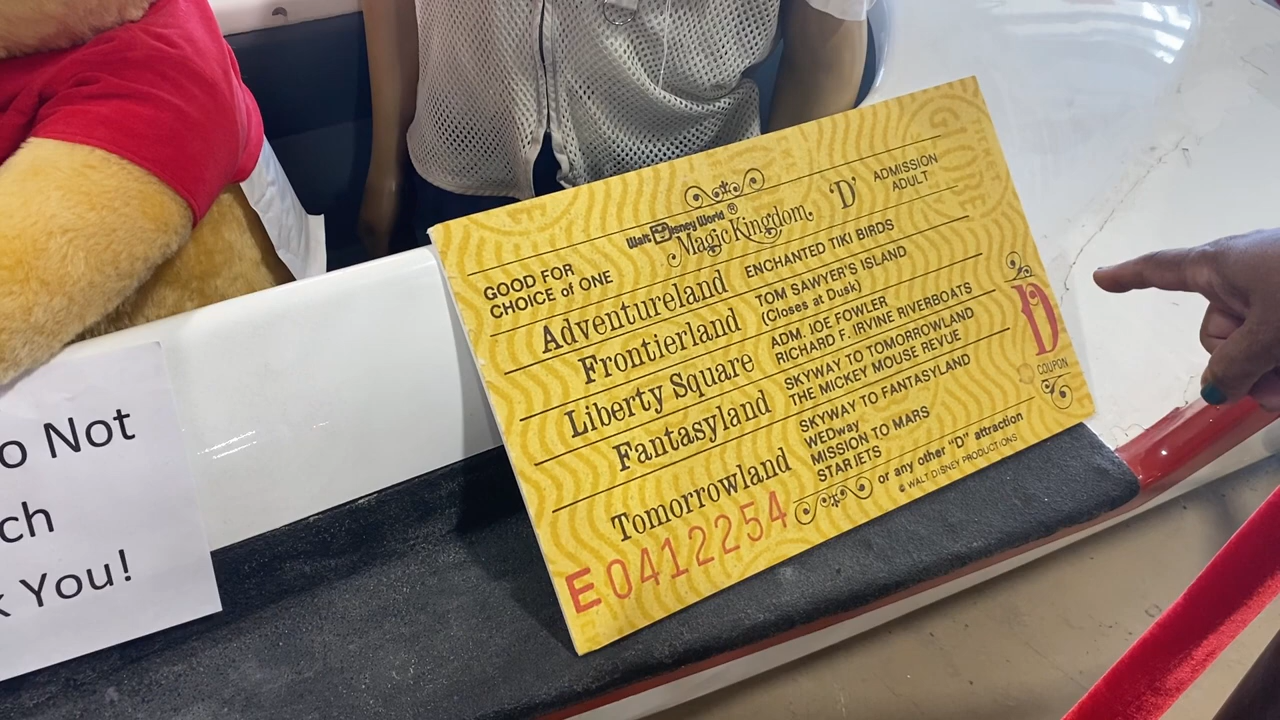 Walt Disney World®
Magic Kingdom
'D'
ADMISSION
ADULT
GOOD FOR
CHOICE of ONE
Adventureland
ENCHANTED TIKI BIRDS
Frontierland
TOM SAWYER'S ISLAND
(Closes at Dusk)
Liberty Square
ADM. JOE FOWLER
RICHARD F. IRVINE RIVERBOATS
Fantasyland
SKYWAY TO TOMORROWLAND
THE MICKEY MOUSE REVUE
Tomorrowland
SKYWAY TO FANTASYLAND
WEDway
MISSION TO MARS
STAR JETS
or any other "D" attraction
© WALT DISNEY PRODUCTIONS
E0412254
D
COUPON
Not
You!